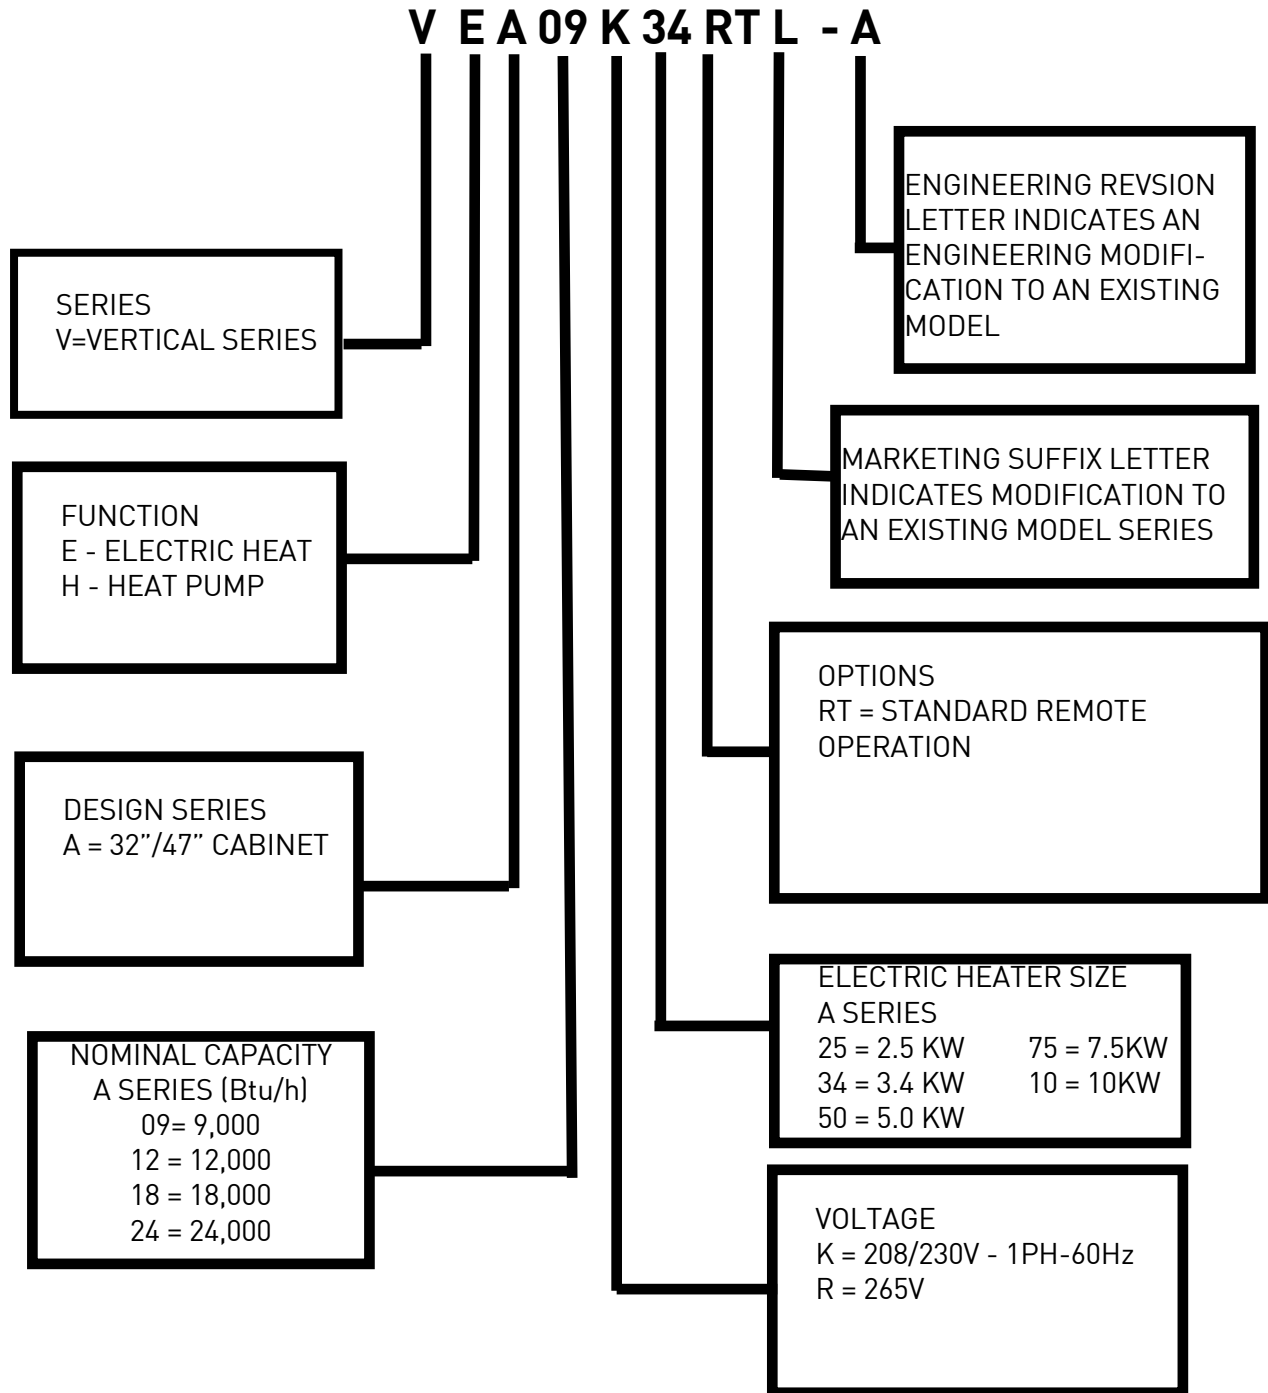 V E A 09 K 34 RT L - A
SERIES
V=VERTICAL SERIES
FUNCTION
E - ELECTRIC HEAT
H - HEAT PUMP
DESIGN SERIES
A = 32”/47” CABINET
NOMINAL CAPACITY
A SERIES (Btu/h)
09= 9,000
12 = 12,000
18 = 18,000
24 = 24,000
ENGINEERING REVSION
LETTER INDICATES AN
ENGINEERING MODIFI-
CATION TO AN EXISTING
MODEL
MARKETING SUFFIX LETTER
INDICATES MODIFICATION TO
AN EXISTING MODEL SERIES
OPTIONS
RT = STANDARD REMOTE
OPERATION
ELECTRIC HEATER SIZE
A SERIES
25 = 2.5 KW 75 = 7.5KW
34 = 3.4 KW 10 = 10KW
50 = 5.0 KW
VOLTAGE
K = 208/230V - 1PH-60Hz
R = 265V